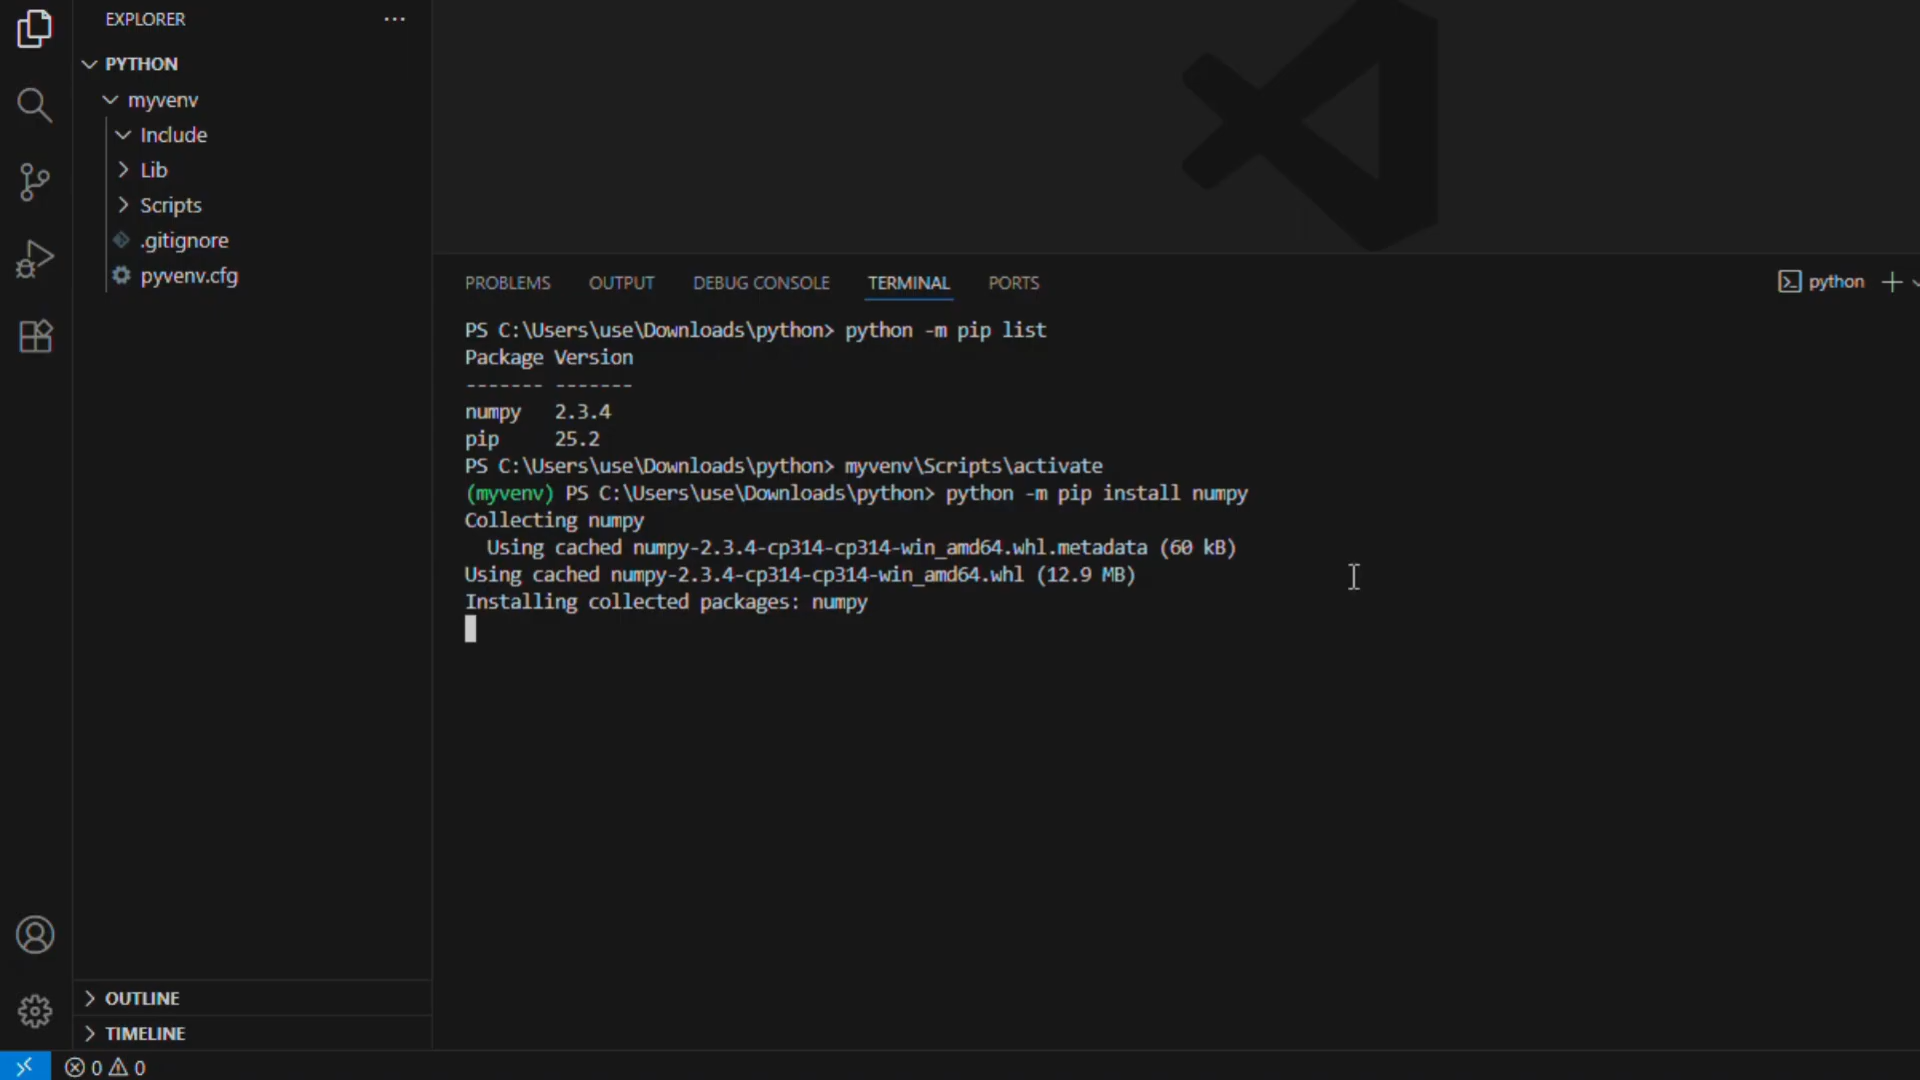 EXPLORER
PYTHON
myvenv
Include
Lib
Scripts
.gitignore
pyvenv.cfg
OUTLINE
TIMELINE
PROBLEMS OUTPUT DEBUG CONSOLE TERMINAL PORTS
python
PS C:\Users\use\Downloads\python> python -m pip list
Package Version
------- -------
numpy   2.3.4
pip     25.2
PS C:\Users\use\Downloads\python> myvenv\Scripts\activate
(myvenv) PS C:\Users\use\Downloads\python> python -m pip install numpy
Collecting numpy
  Using cached numpy-2.3.4-cp314-cp314-win_amd64.whl.metadata (60 kB)
Using cached numpy-2.3.4-cp314-cp314-win_amd64.whl (12.9 MB)
Installing collected packages: numpy
0 0